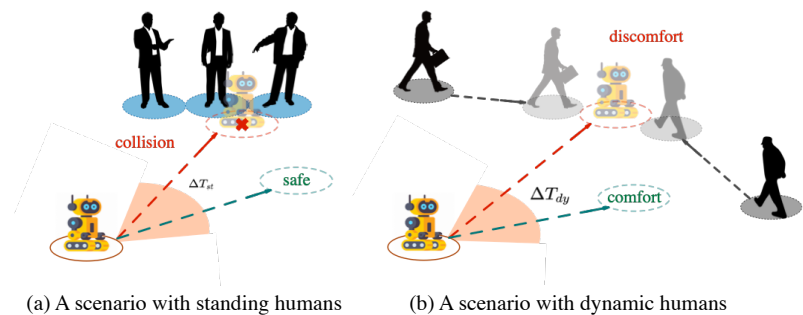 discomfort
collision
ΔT_st
safe
ΔT_dy
comfort
(a) A scenario with standing humans
(b) A scenario with dynamic humans